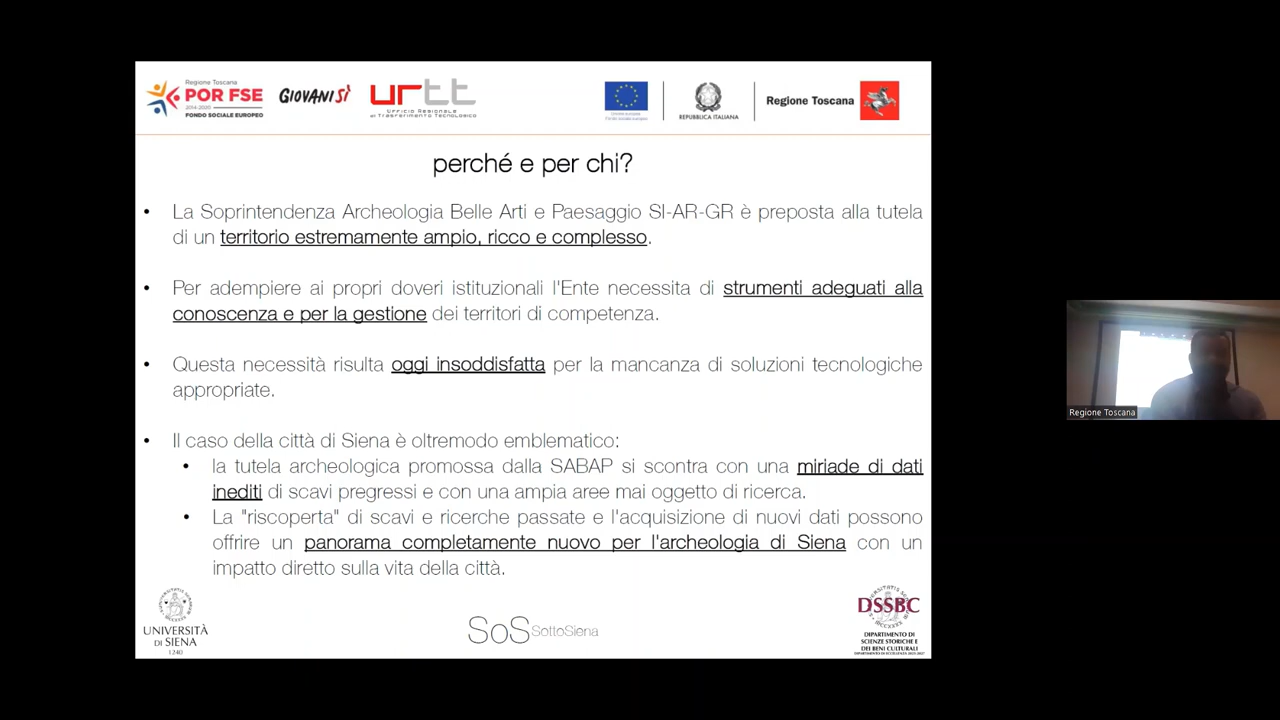 Regione Toscana
POR FSE
2014-2020
FONDO SOCIALE EUROPEO
GIOVANISÌ
urtt
Ufficio Regionale
di Trasferimento Tecnologico
Unione europea
Fondo sociale europeo
REPUBBLICA ITALIANA
Regione Toscana
perché e per chi?
• La Soprintendenza Archeologia Belle Arti e Paesaggio SI-AR-GR è preposta alla tutela
di un territorio estremamente ampio, ricco e complesso.
• Per adempiere ai propri doveri istituzionali l'Ente necessita di strumenti adeguati alla
conoscenza e per la gestione dei territori di competenza.
• Questa necessità risulta oggi insoddisfatta per la mancanza di soluzioni tecnologiche
appropriate.
• Il caso della città di Siena è oltremodo emblematico:
• la tutela archeologica promossa dalla SABAP si scontra con una miriade di dati
inediti di scavi pregressi e con una ampia aree mai oggetto di ricerca.
• La "riscoperta" di scavi e ricerche passate e l'acquisizione di nuovi dati possono
offrire un panorama completamente nuovo per l'archeologia di Siena con un
impatto diretto sulla vita della città.
UNIVERSITÀ
DI SIENA
1240
SoS SottoSiena
DSSBC
DIPARTIMENTO DI
SCIENZE STORICHE E
DEI BENI CULTURALI
Regione Toscana